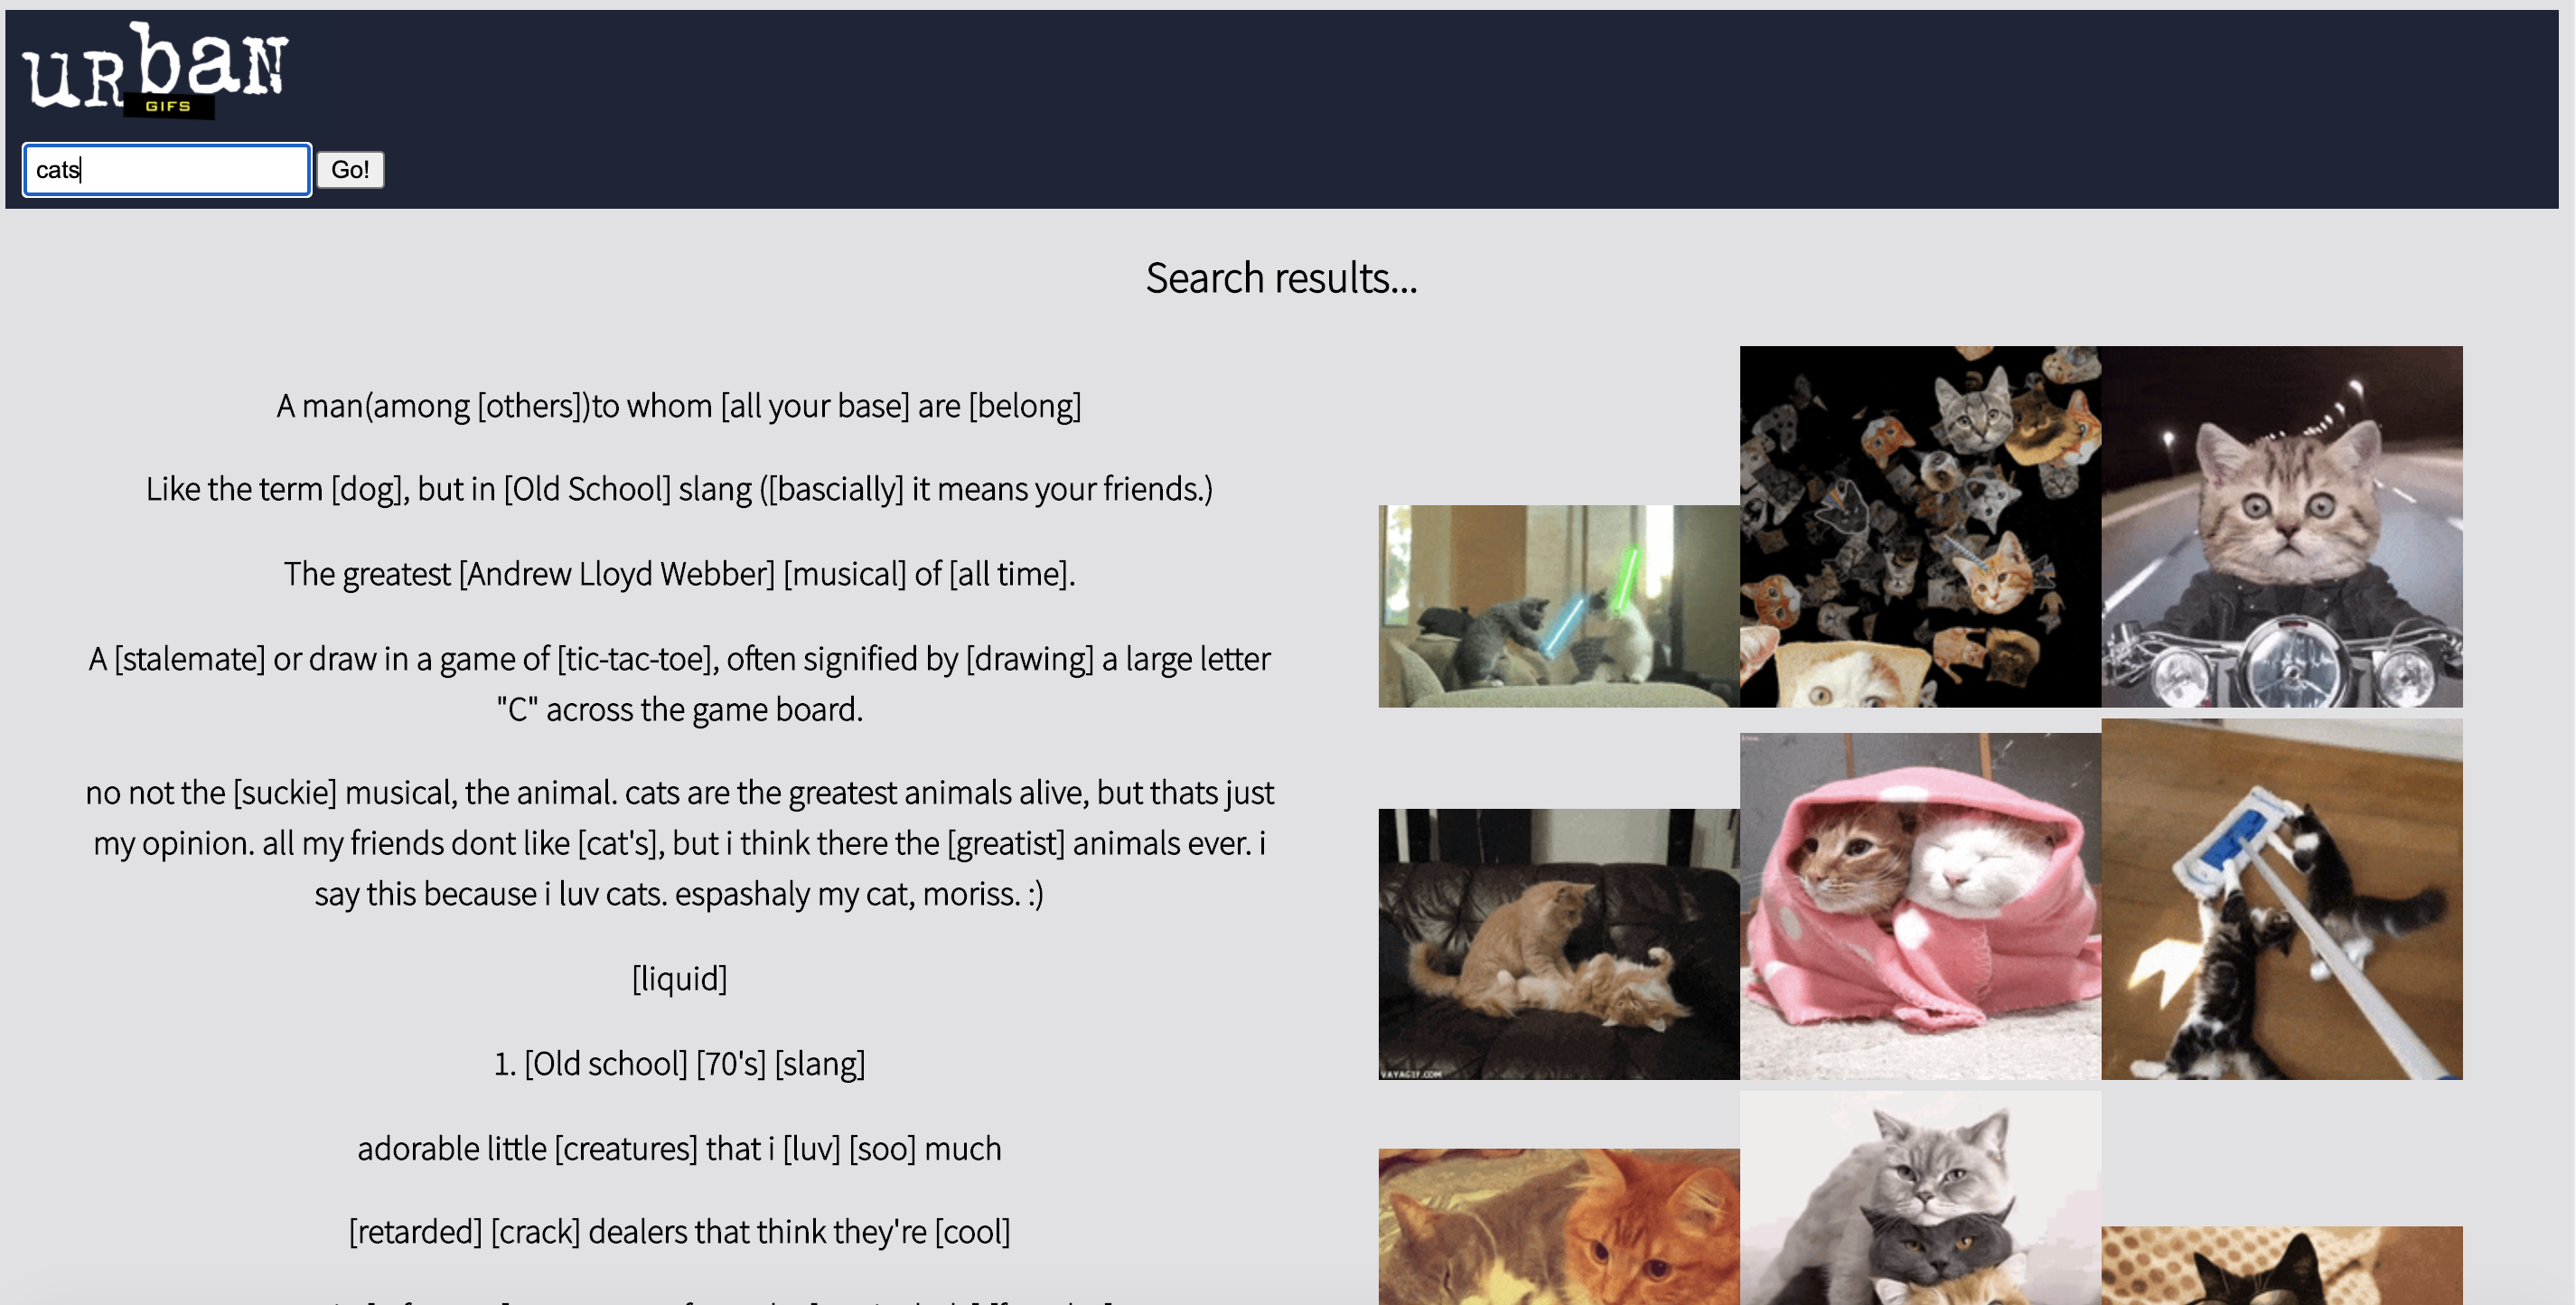 urban
GIFS
cats
Go!
Search results...
A man(among [others])to whom [all your base] are [belong]
Like the term [dog], but in [Old School] slang ([bascially] it means your friends.)
The greatest [Andrew Lloyd Webber] [musical] of [all time].
A [stalemate] or draw in a game of [tic-tac-toe], often signified by [drawing] a large letter
"C" across the game board.
no not the [suckie] musical, the animal. cats are the greatest animals alive, but thats just
my opinion. all my friends dont like [cat's], but i think there the [greatist] animals ever. i
say this because i luv cats. espashaly my cat, moriss. :)
[liquid]
1. [Old school] [70's] [slang]
adorable little [creatures] that i [luv] [soo] much
[retarded] [crack] dealers that think they're [cool]
VAYAGIF.COM